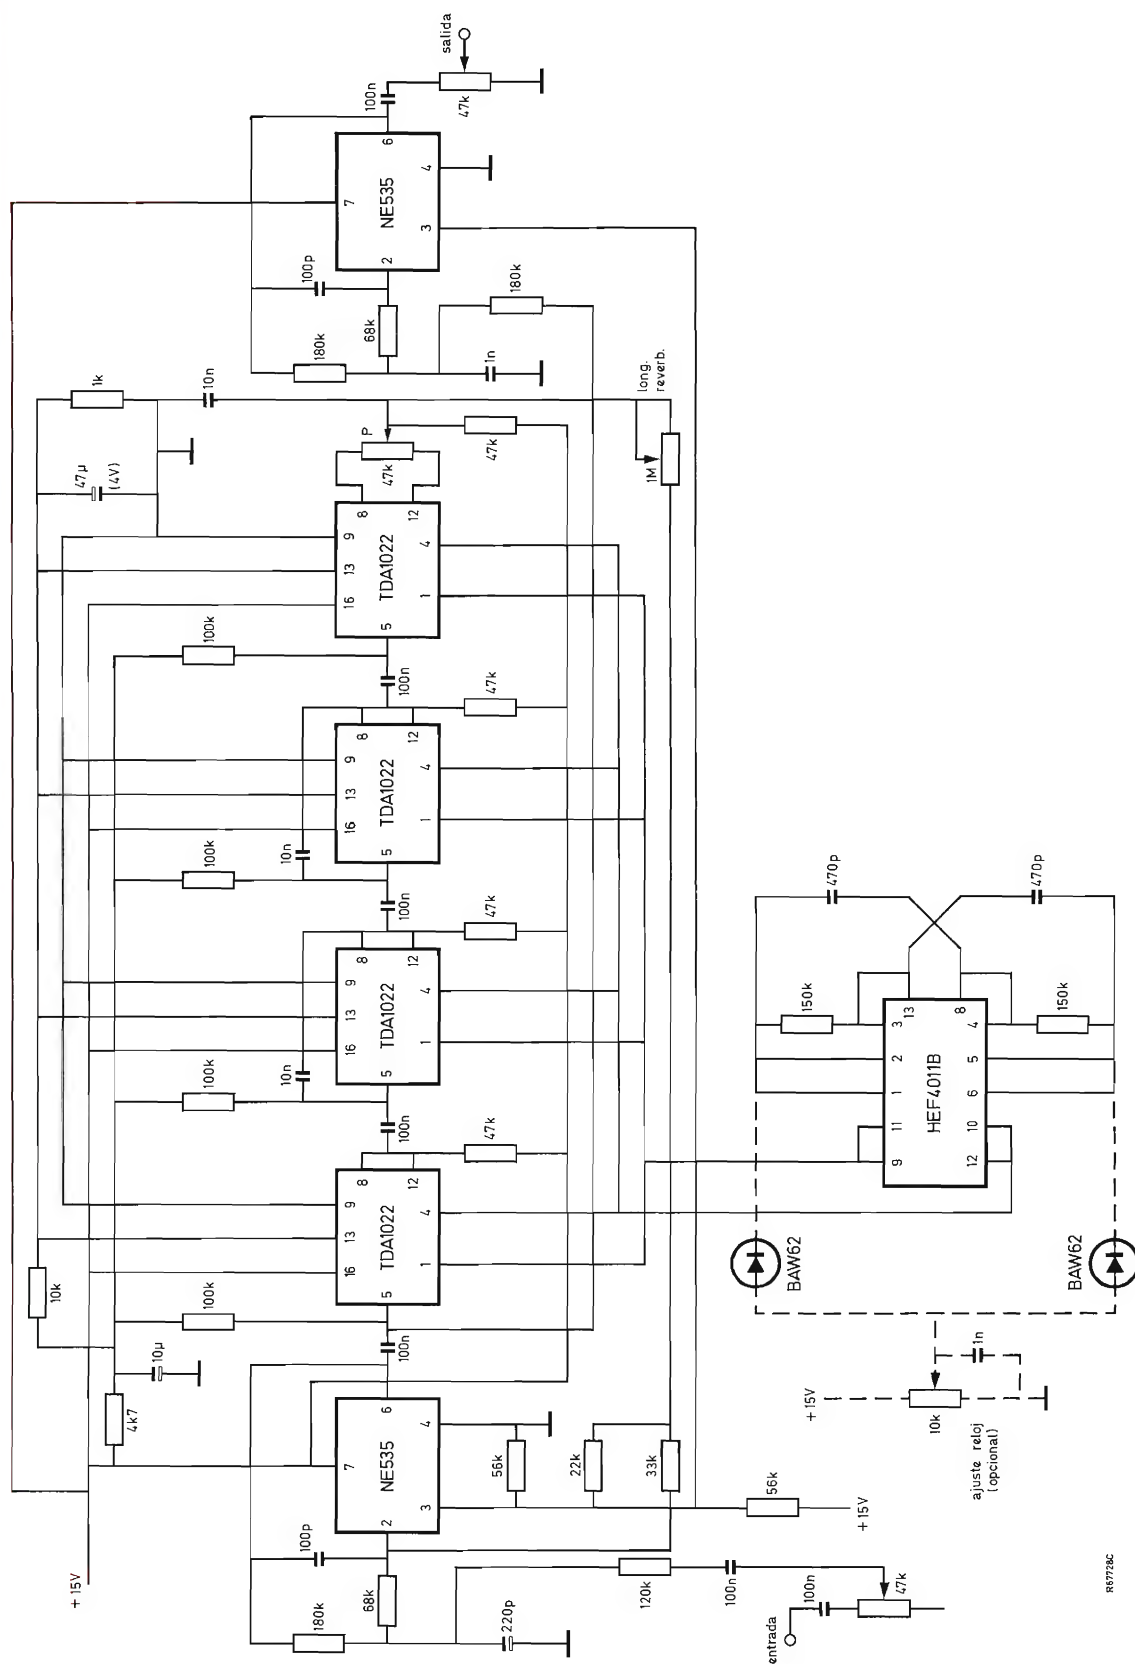 +15V
4k7
10µ
10k
100k
100k
100k
100k
47µ
(4V)
1k
10n
10n
10n
180k
68k
100p
220p
NE535
7
2
6
3
4
100n
TDA1022
16
13
9
5
8
12
1
4
100n
TDA1022
16
13
9
5
8
12
1
4
100n
TDA1022
16
13
9
5
8
12
1
4
100n
TDA1022
16
13
9
5
8
12
1
4
P
47k
180k
100p
68k
1n
NE535
7
2
6
3
4
100n
47k
salida
56k
47k
47k
47k
47k
180k
22k
33k
56k
+15V
1M
long.
reverb.
entrada
100n
47k
100n
120k
+15V
10k
1n
ajuste reloj
(opcional)
BAW62
BAW62
HEF4011B
9
11
1
2
3
13
12
10
6
5
4
8
150k
150k
470p
470p
R67728C